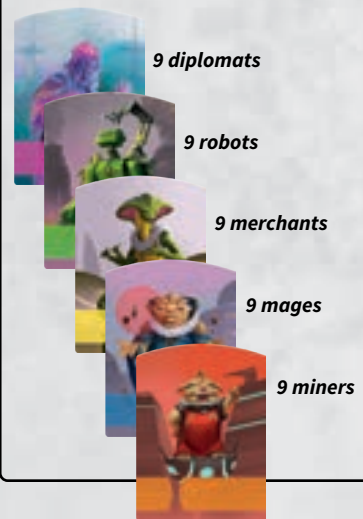 9 diplomats
9 robots
9 merchants
9 mages
9 miners